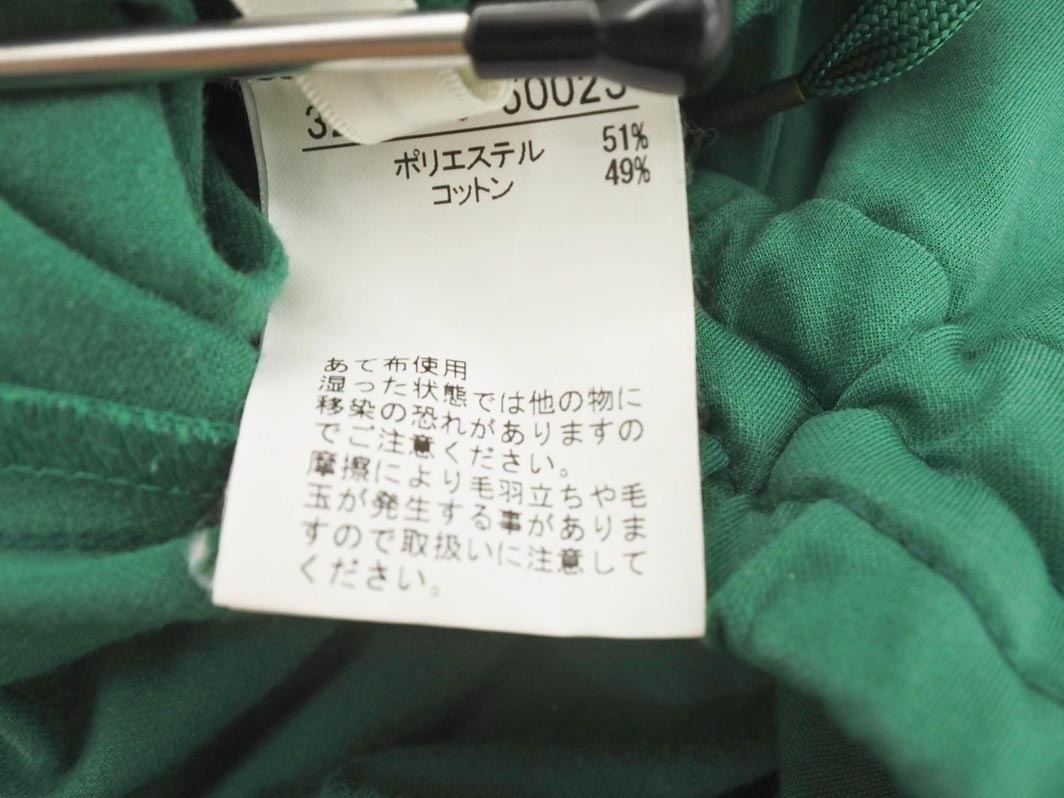 ポリエステル 51%
コットン 49%
あて布使用
湿った状態では他の物に
移染の恐れがありますの
でご注意ください。
摩擦により毛羽立ちや毛
玉が発生する事がありま
すので取扱いに注意して
ください。